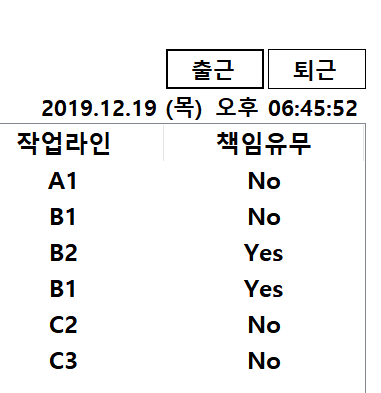 출근 퇴근
2019.12.19 (목) 오후 06:45:52
작업라인 책임유무
A1 No
B1 No
B2 Yes
B1 Yes
C2 No
C3 No